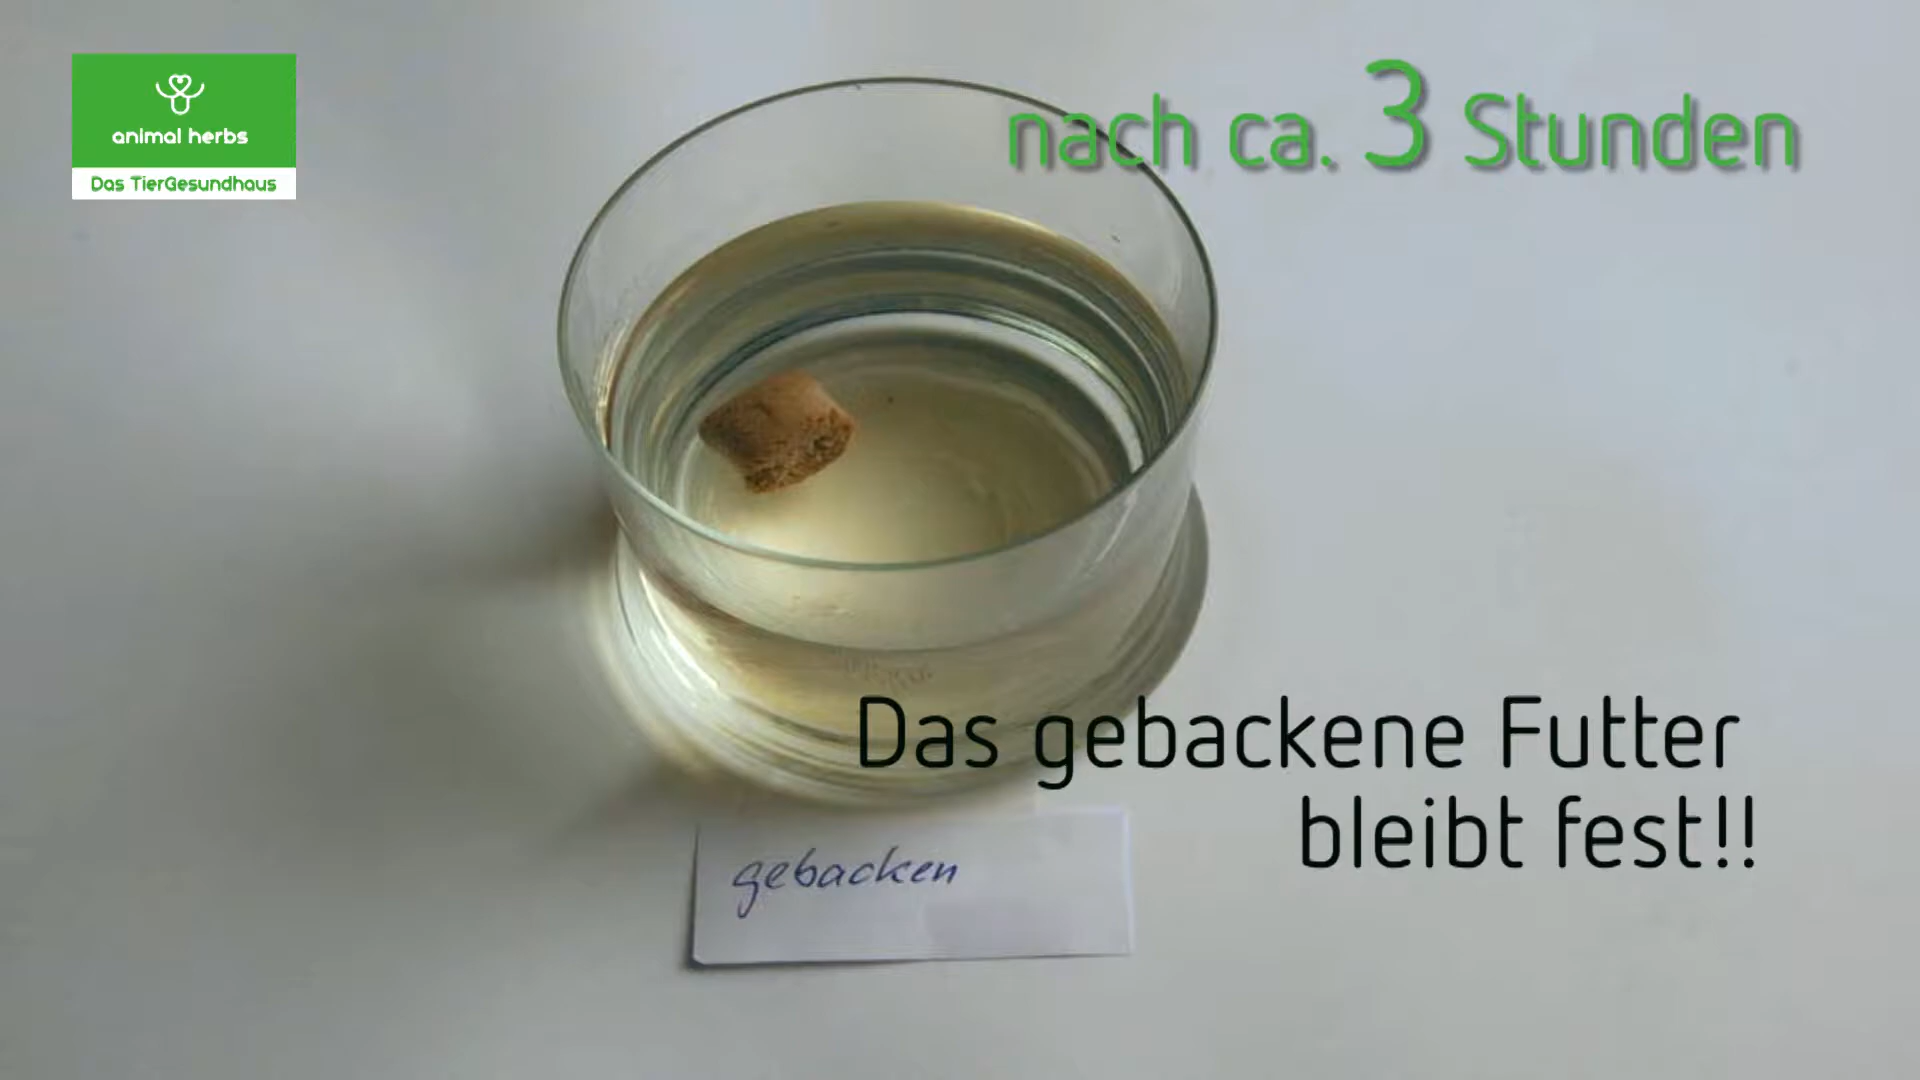 animal herbs
Das TierGesundhaus
nach ca. 3 Stunden
Das gebackene Futter
bleibt fest!!
gebacken